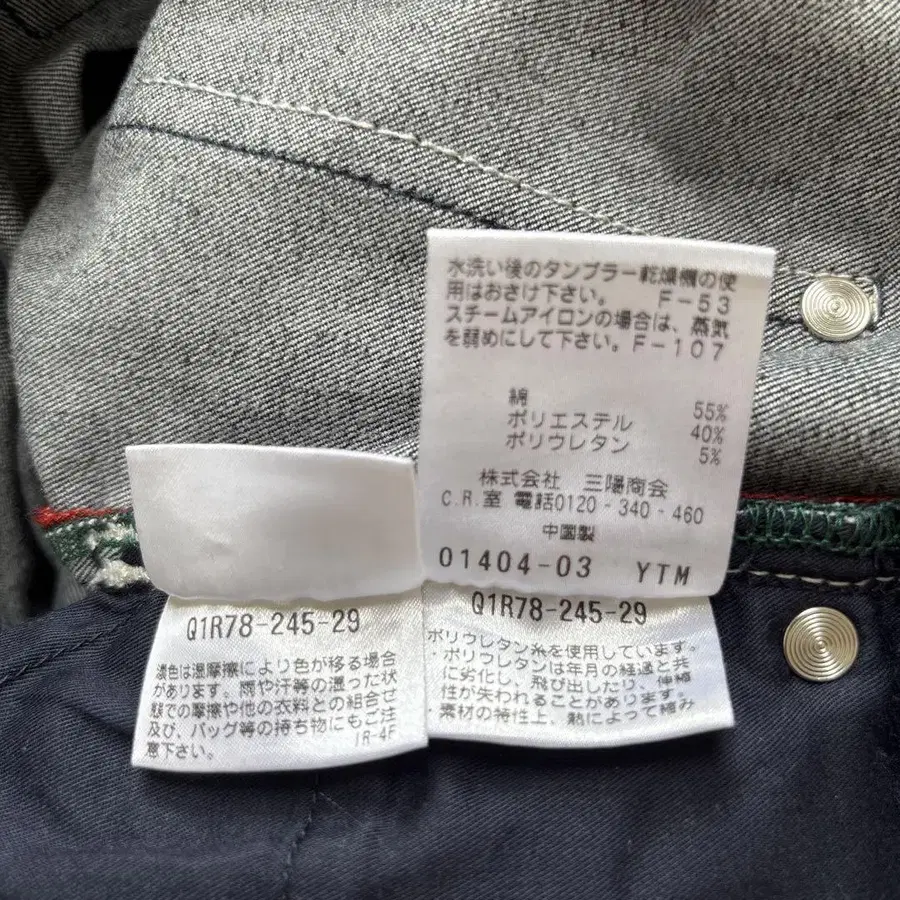 水洗い後のタンブラー乾燥機の使
用はおさけ下さい。 F-53
スチームアイロンの場合は、蒸気
を弱めにして下さい。F-107
綿 55%
ポリエステル 40%
ポリウレタン 5%
株式会社 三陽商会
C.R.室 電話0120-340-460
中国製
01404-03 YTM
Q1R78-245-29
濃色は湿摩擦により色が移る場合
があります。雨や汗等の湿った状
態での摩擦や他の衣料との組合せ
及び、バッグ等の持ち物にもご注
意下さい。 IR-4F
Q1R78-245-29
ポリウレタン糸を使用しています。
・ポリウレタンは年月の経過と共
に劣化し、飛び出したり、伸縮
性が失われることがあります。
・素材の特性上、熱によって縮み